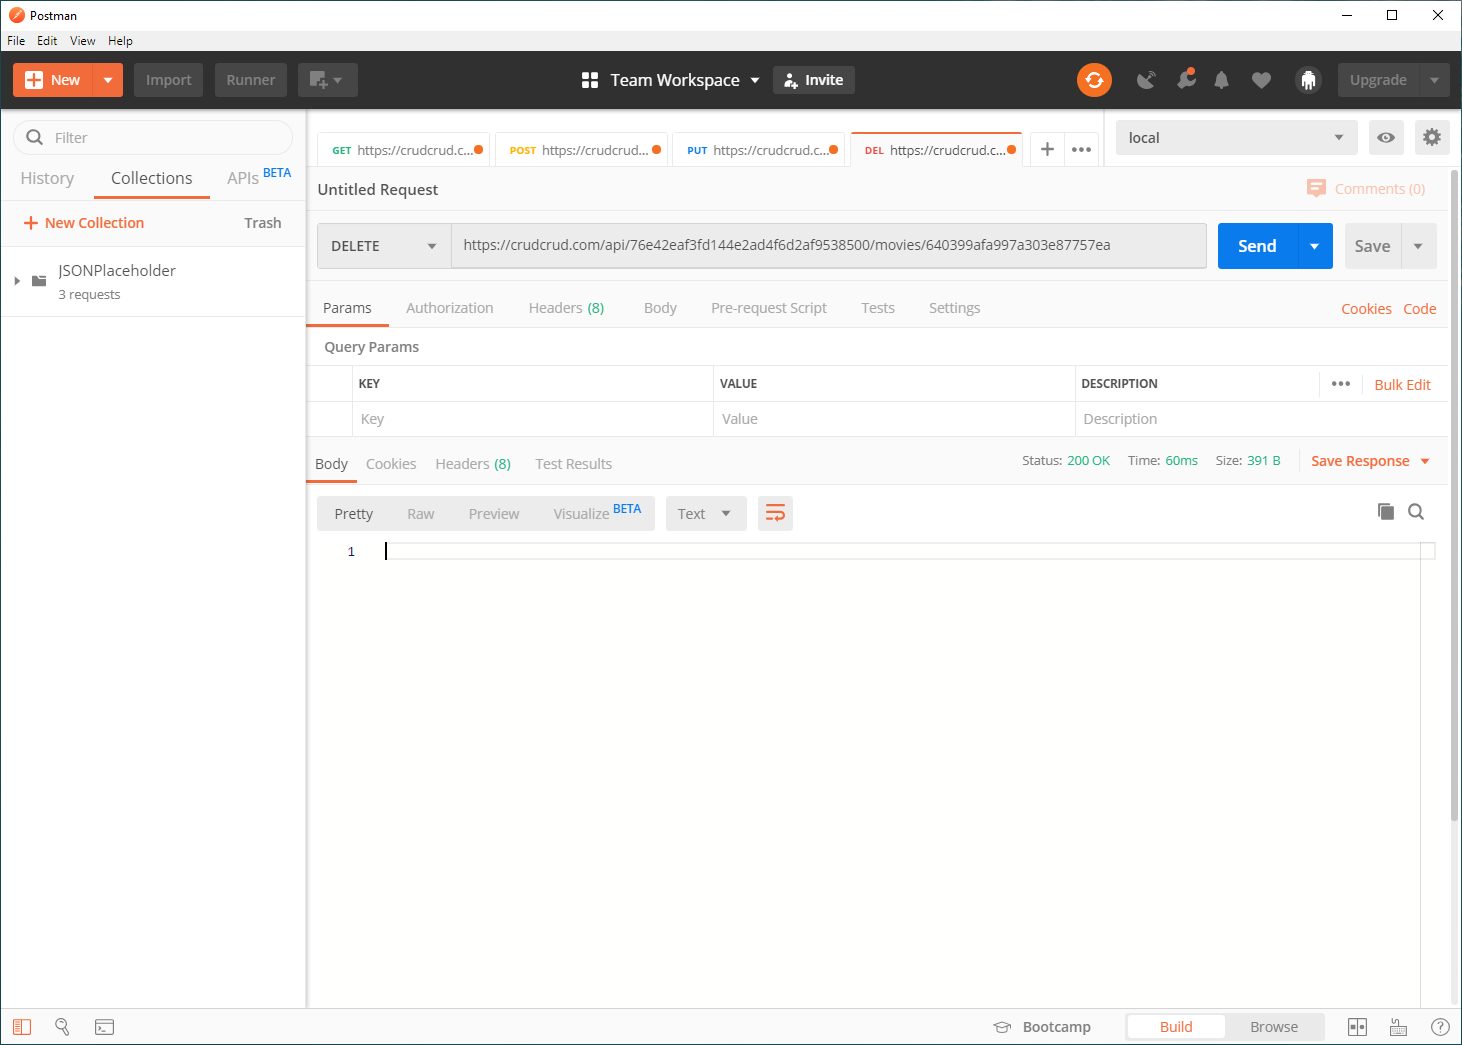 Postman
File Edit View Help
New Import Runner Team Workspace Invite Upgrade
Filter
History Collections APIs BETA
New Collection Trash
JSONPlaceholder
3 requests
GET https://crudcrud.c... POST https://crudcrud... PUT https://crudcrud.c... DEL https://crudcrud.c... local
Untitled Request Comments (0)
DELETE https://crudcrud.com/api/76e42eaf3fd144e2ad4f6d2af9538500/movies/640399afa997a303e87757ea Send Save
Params Authorization Headers (8) Body Pre-request Script Tests Settings Cookies Code
Query Params
KEY VALUE DESCRIPTION Bulk Edit
Key Value Description
Body Cookies Headers (8) Test Results Status: 200 OK Time: 60ms Size: 391 B Save Response
Pretty Raw Preview Visualize BETA Text
1
Bootcamp Build Browse